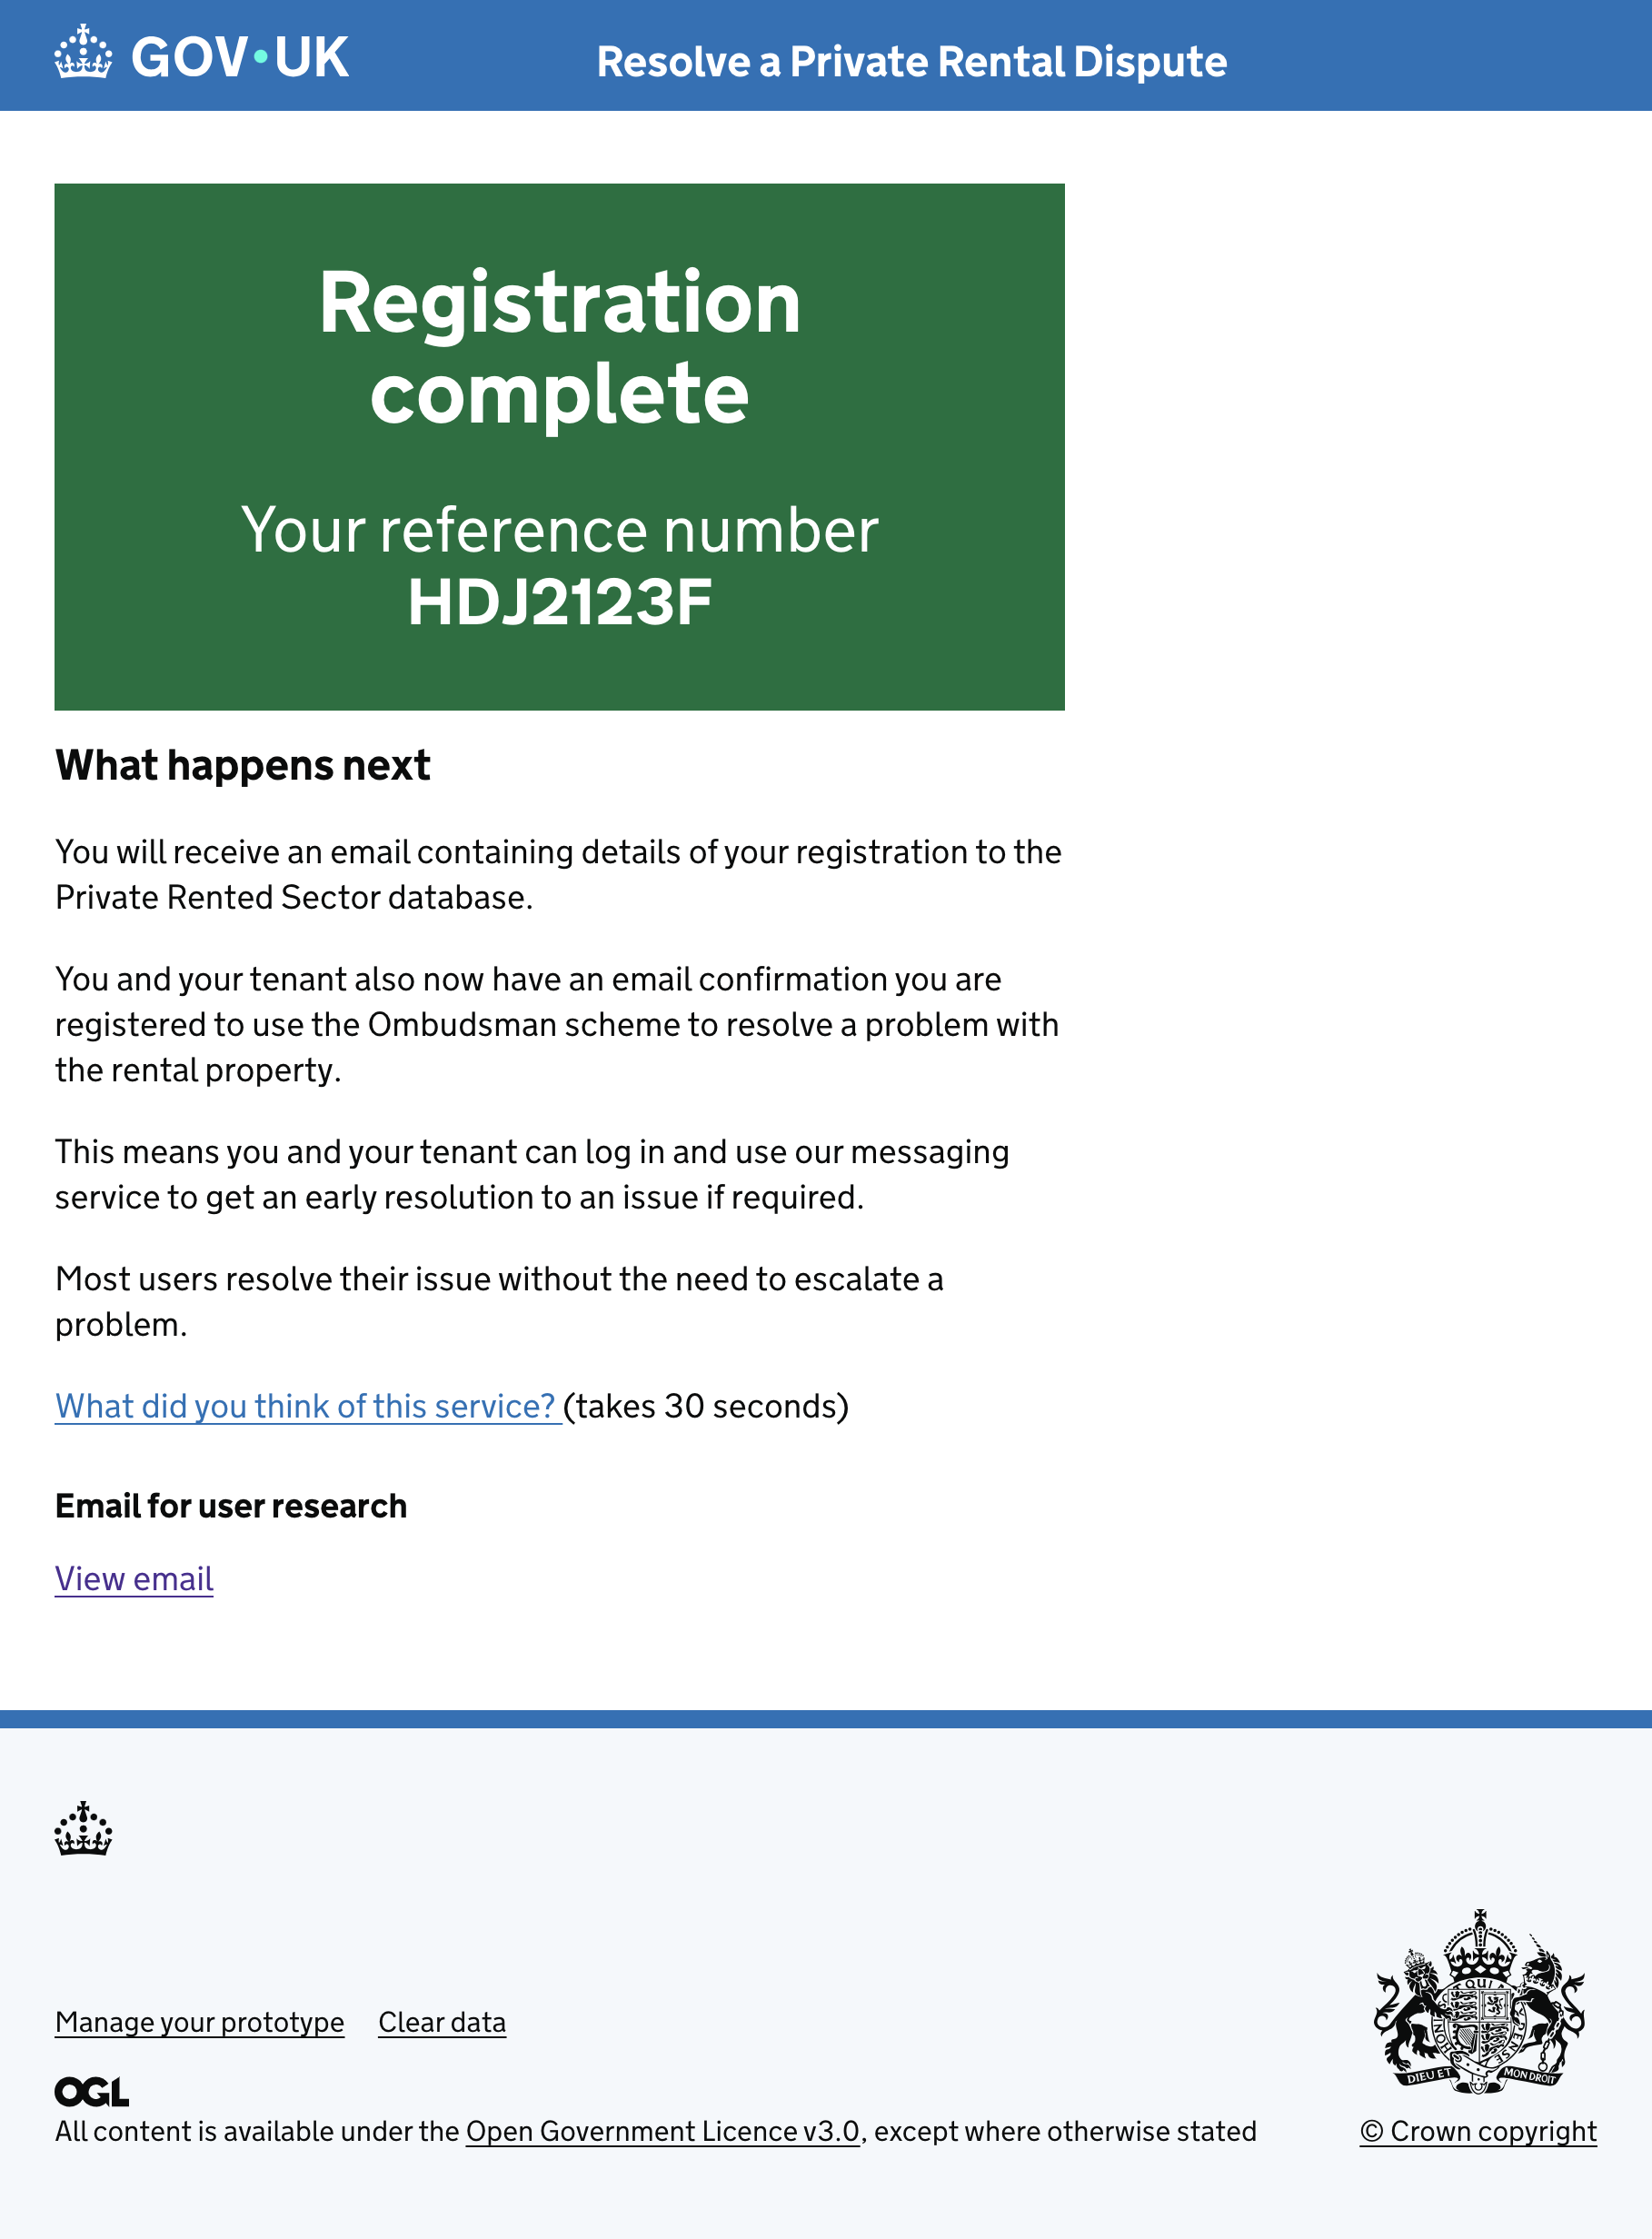 GOV·UK
Resolve a Private Rental Dispute
Registration
complete
Your reference number
HDJ2123F
What happens next
You will receive an email containing details of your registration to the
Private Rented Sector database.
You and your tenant also now have an email confirmation you are
registered to use the Ombudsman scheme to resolve a problem with
the rental property.
This means you and your tenant can log in and use our messaging
service to get an early resolution to an issue if required.
Most users resolve their issue without the need to escalate a
problem.
What did you think of this service? (takes 30 seconds)
Email for user research
View email
Manage your prototype Clear data
DIEU ET MON DROIT
OGL
All content is available under the Open Government Licence v3.0, except where otherwise stated
© Crown copyright